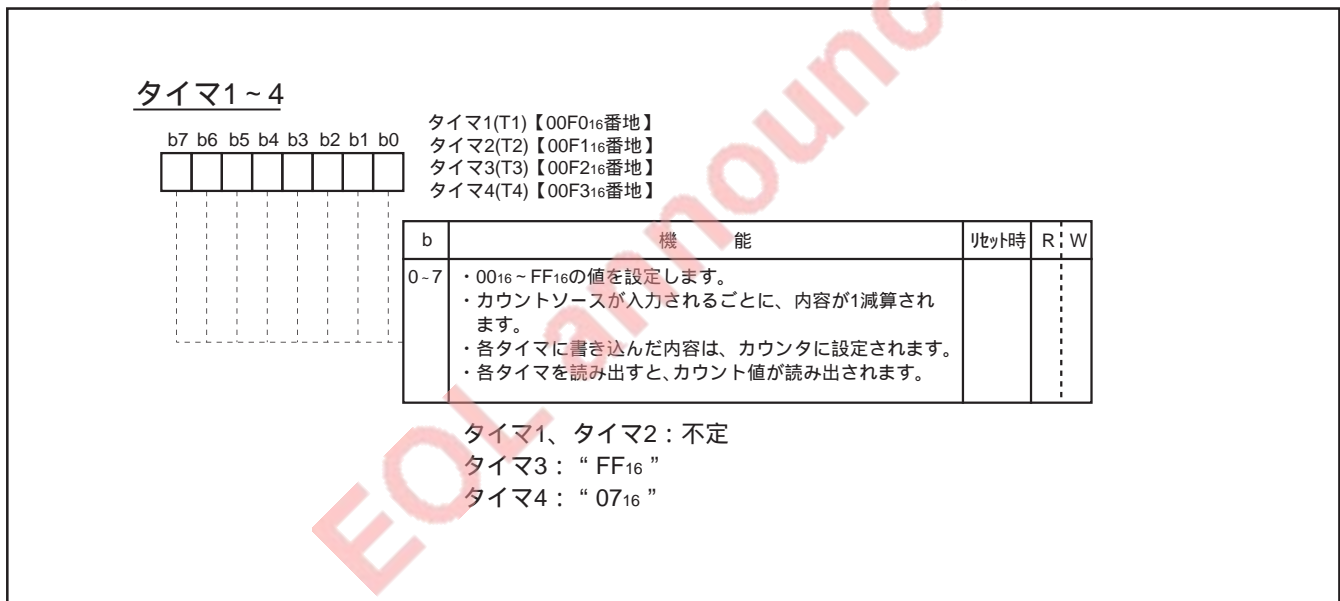 タイマ1~4
b7 b6 b5 b4 b3 b2 b1 b0
タイマ1(T1)【00F016番地】
タイマ2(T2)【00F116番地】
タイマ3(T3)【00F216番地】
タイマ4(T4)【00F316番地】
b 機 能 リセット時 R W
0~7 ・0016~FF16の値を設定します。
・カウントソースが入力されるごとに、内容が1減算され
ます。
・各タイマに書き込んだ内容は、カウンタに設定されます。
・各タイマを読み出すと、カウント値が読み出されます。
タイマ1、タイマ2:不定
タイマ3:“FF16”
タイマ4:“0716”
EOL announc